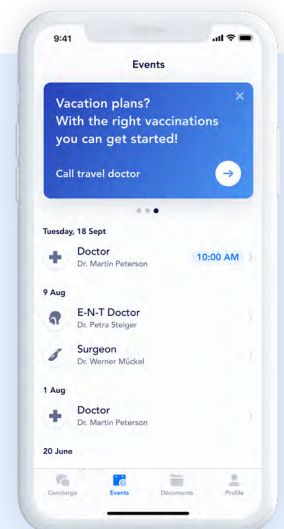 9:41
Events
Vacation plans?
With the right vaccinations
you can get started!
Call travel doctor
Tuesday, 18 Sept
Doctor
Dr. Martin Peterson
10:00 AM
9 Aug
E-N-T Doctor
Dr. Petra Steiger
Surgeon
Dr. Werner Mückel
1 Aug
Doctor
Dr. Martin Peterson
20 June
Concierge
Events
Documents
Profile